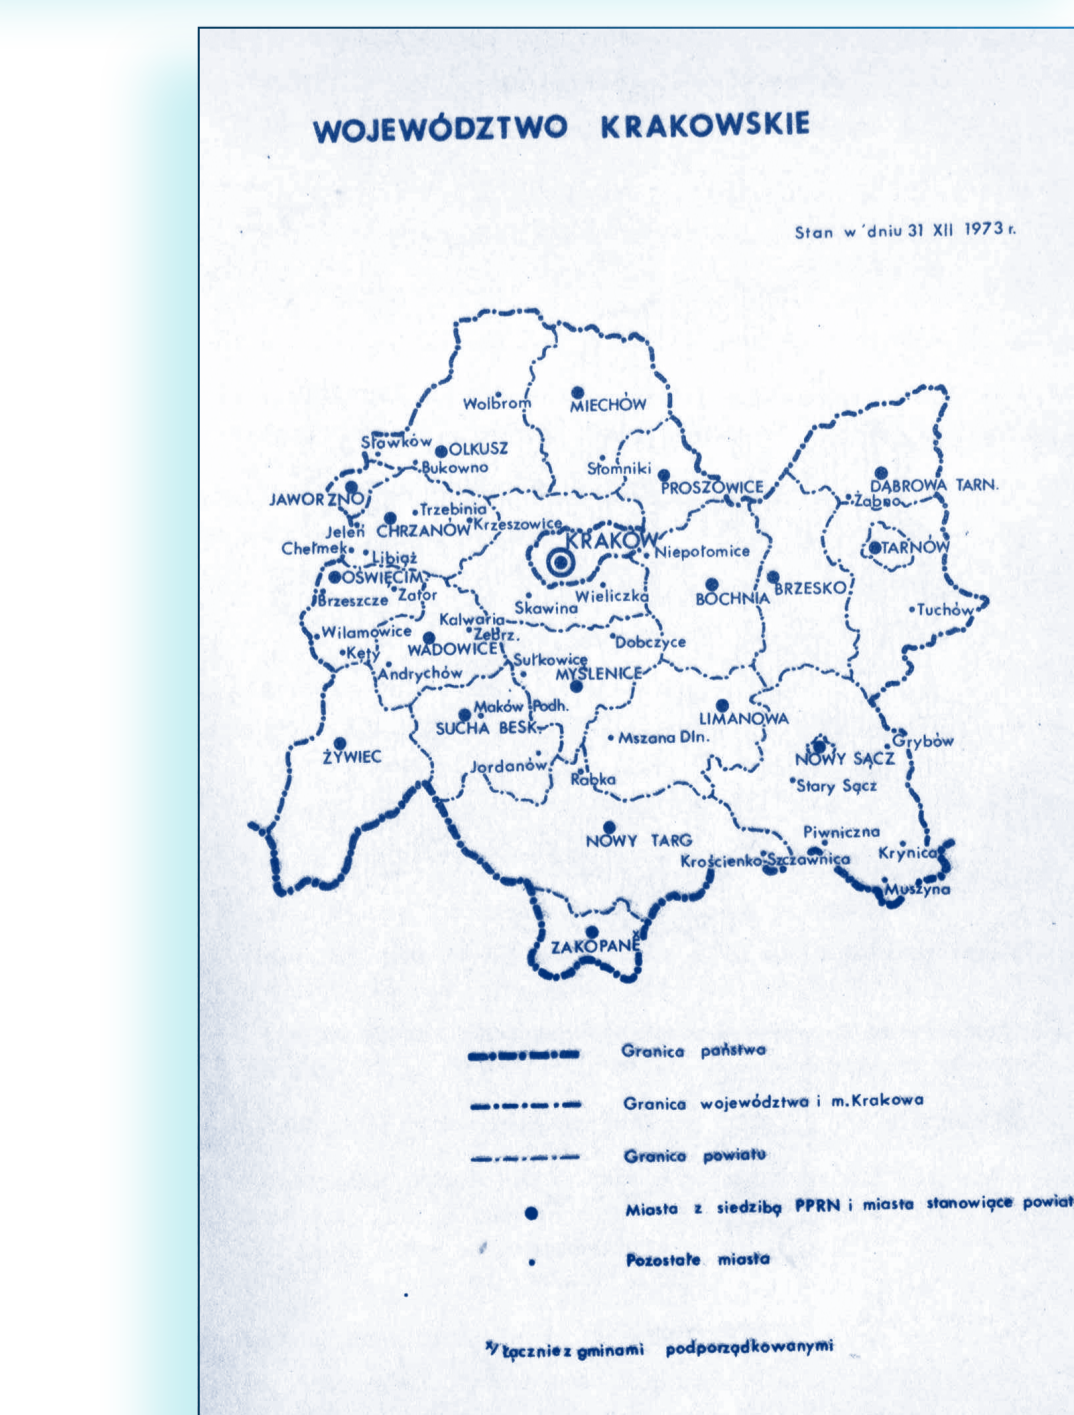 WOJEWÓDZTWO KRAKOWSKIE
Stan w dniu 31 XII 1973 r.
Wolbrom
MIECHÓW
Sławków
OLKUSZ
Bukowno
Słomniki
PROSZOWICE
DĄBROWA TARN.
Żabno
JAWORZNO
Trzebinia
Jeleń
CHRZANÓW
Krzeszowice
KRAKÓW
Niepołomice
TARNÓW
Chełmek
Libiąż
OŚWIĘCIM
Brzeszcze
Zator
Skawina
Wieliczka
BOCHNIA
BRZESKO
Tuchów
Wilamowice
Kęty
Kalwaria
Zebrz.
WADOWICE
Dobczyce
Andrychów
Sułkowice
MYŚLENICE
Maków Podh.
SUCHA BESK.
LIMANOWA
Mszana Dln.
ŻYWIEC
Jordanów
Rabka
NOWY SĄCZ
Grybów
Stary Sącz
NOWY TARG
Piwniczna
Krościenko
Szczawnica
Krynica
Muszyna
ZAKOPANE x
Granica państwa
Granica województwa i m. Krakowa
Granica powiatu
Miasta z siedzibą PPRN i miasta stanowiące powiat
Pozostałe miasta
x/ Łącznie z gminami podporządkowanymi